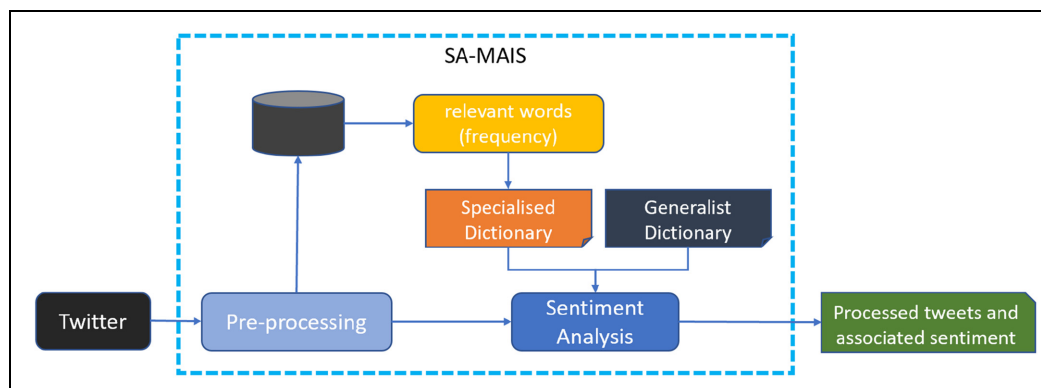 SA-MAIS
relevant words
(frequency)
Specialised
Dictionary
Generalist
Dictionary
Twitter
Pre-processing
Sentiment
Analysis
Processed tweets and
associated sentiment